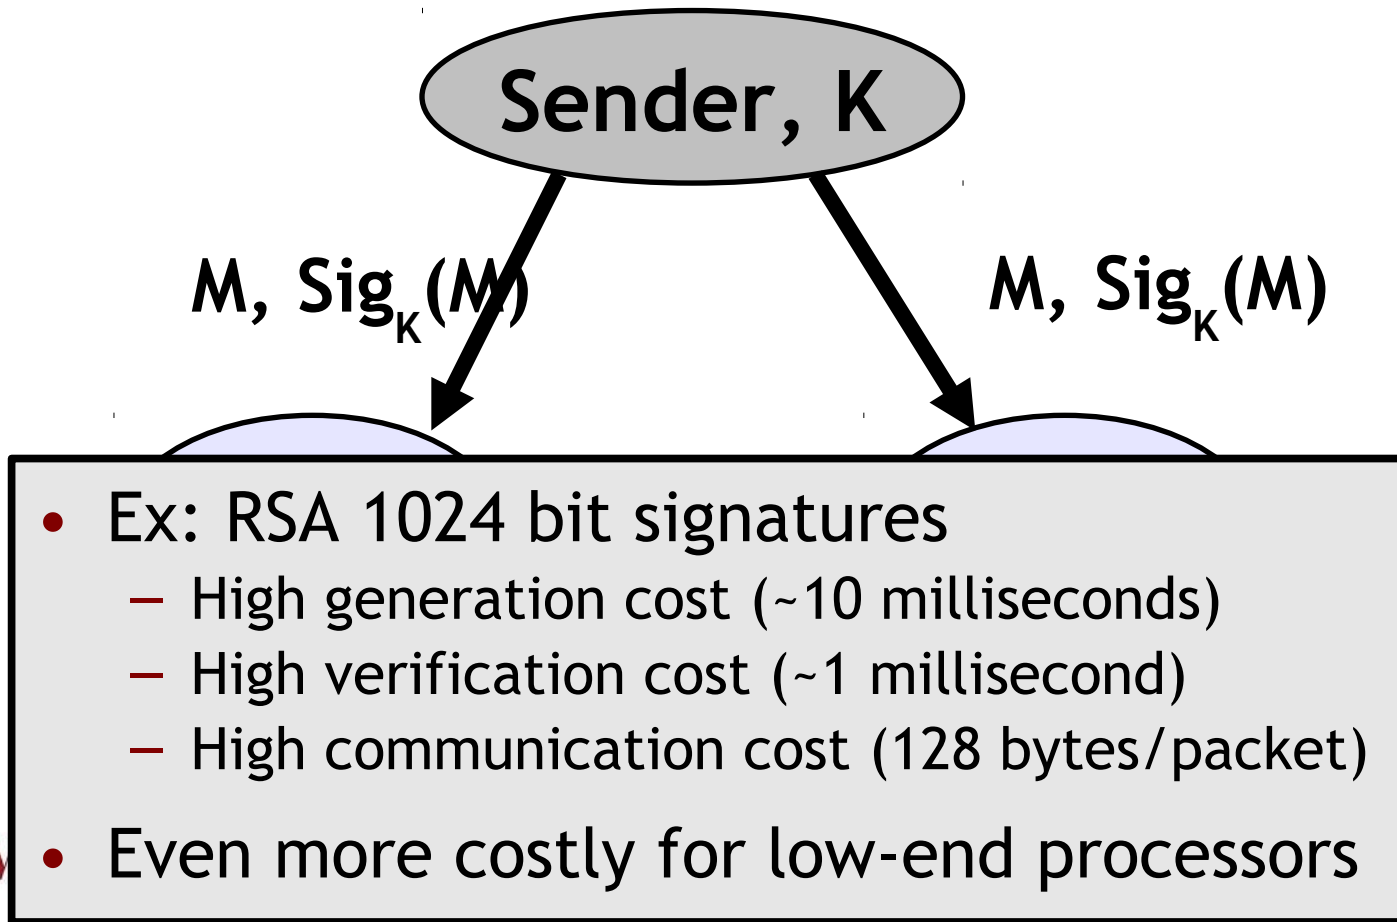 Sender, K
M, Sig_K(M)
M, Sig_K(M)
• Ex: RSA 1024 bit signatures
– High generation cost (~10 milliseconds)
– High verification cost (~1 millisecond)
– High communication cost (128 bytes/packet)
• Even more costly for low-end processors